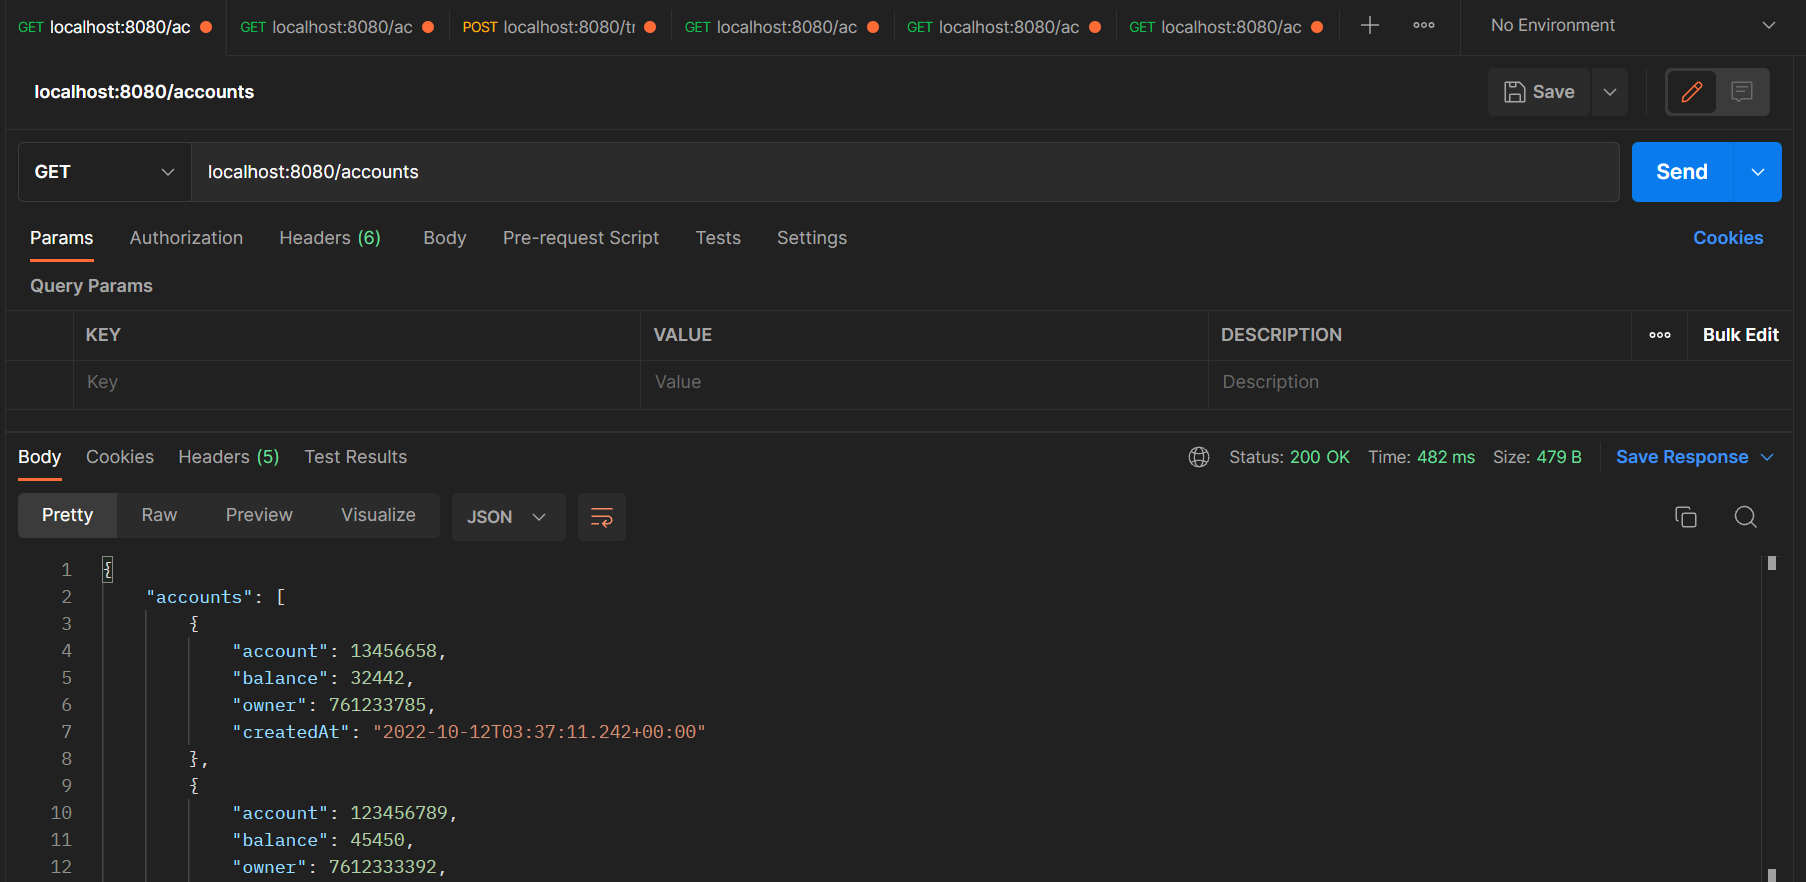 GET localhost:8080/ac GET localhost:8080/ac POST localhost:8080/tr GET localhost:8080/ac GET localhost:8080/ac GET localhost:8080/ac No Environment
localhost:8080/accounts Save
GET localhost:8080/accounts Send
Params Authorization Headers (6) Body Pre-request Script Tests Settings Cookies
Query Params
KEY VALUE DESCRIPTION Bulk Edit
Key Value Description
Body Cookies Headers (5) Test Results Status: 200 OK Time: 482 ms Size: 479 B Save Response
Pretty Raw Preview Visualize JSON
1 {
2 "accounts": [
3 {
4 "account": 13456658,
5 "balance": 32442,
6 "owner": 761233785,
7 "createdAt": "2022-10-12T03:37:11.242+00:00"
8 },
9 {
10 "account": 123456789,
11 "balance": 45450,
12 "owner": 7612333392,